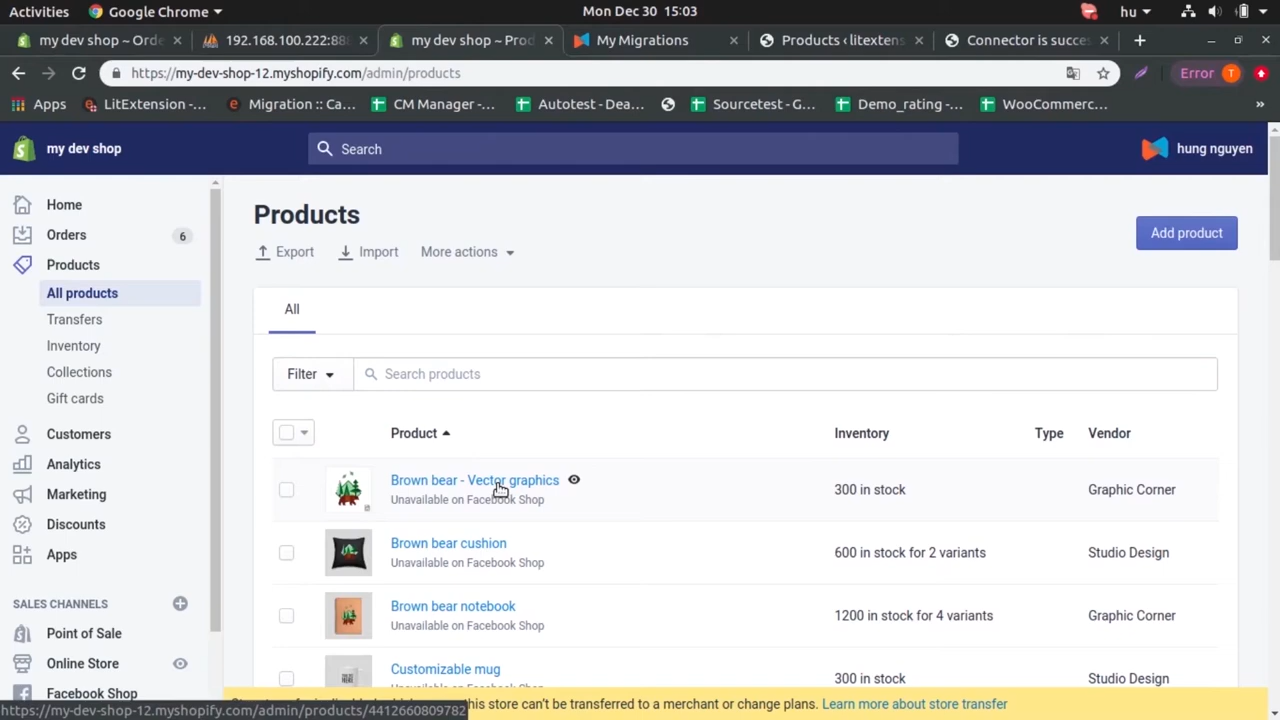 Activities Google Chrome Mon Dec 30 15:03 hu
my dev shop ~ Orde 192.168.100.222:88 my dev shop ~ Prod My Migrations Products ‹ litextens Connector is succes
https://my-dev-shop-12.myshopify.com/admin/products Error T
Apps LitExtension -... Migration :: Ca... CM Manager -... Autotest - Dea... Sourcetest - G... Demo_rating -... WooCommerc... »
my dev shop Search hung nguyen
Home
Orders 6
Products
All products
Transfers
Inventory
Collections
Gift cards
Customers
Analytics
Marketing
Discounts
Apps
SALES CHANNELS
Point of Sale
Online Store
Facebook Shop
Products
Export Import More actions
Add product
All
Filter Search products
Product Inventory Type Vendor
Brown bear - Vector graphics 300 in stock Graphic Corner
Unavailable on Facebook Shop
Brown bear cushion 600 in stock for 2 variants Studio Design
Unavailable on Facebook Shop
Brown bear notebook 1200 in stock for 4 variants Graphic Corner
Unavailable on Facebook Shop
Customizable mug 300 in stock Studio Design
this store can't be transferred to a merchant or change plans. Learn more about store transfer
https://my-dev-shop-12.myshopify.com/admin/products/4412660809782